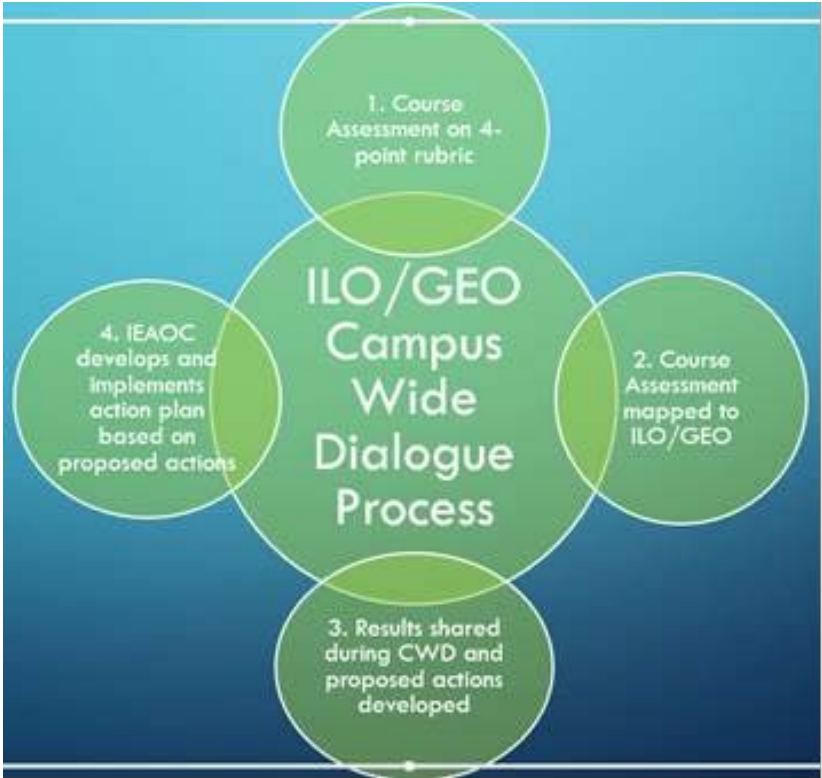 1. Course
Assessment on 4-
point rubric
ILO/GEO
Campus
Wide
Dialogue
Process
2. Course
Assessment
mapped to
ILO/GEO
3. Results shared
during CWD and
proposed actions
developed
4. IEAOC
develops and
implements
action plan
based on
proposed actions